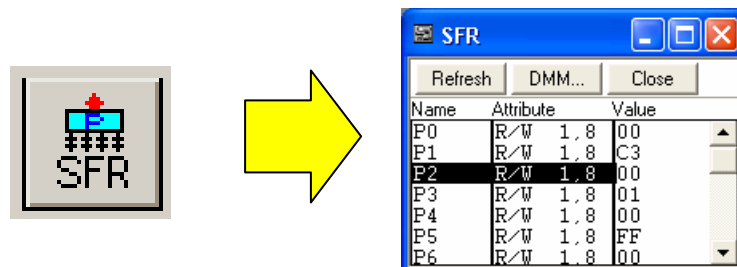 P
SFR
SFR
Refresh DMM... Close
Name Attribute Value
P0 R/W 1,8 00
P1 R/W 1,8 C3
P2 R/W 1,8 00
P3 R/W 1,8 01
P4 R/W 1,8 00
P5 R/W 1,8 FF
P6 R/W 1,8 00